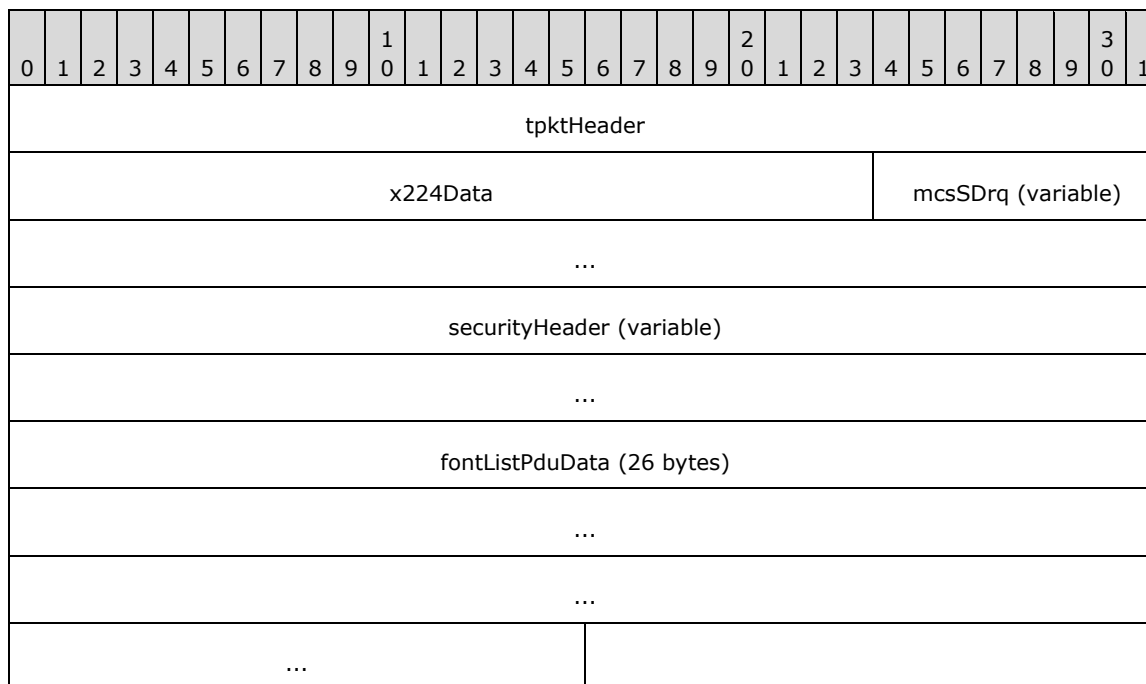 1 2 3
0 1 2 3 4 5 6 7 8 9 0 1 2 3 4 5 6 7 8 9 0 1 2 3 4 5 6 7 8 9 0 1
tpktHeader
x224Data mcsSDrq (variable)
...
securityHeader (variable)
...
fontListPduData (26 bytes)
...
...
...